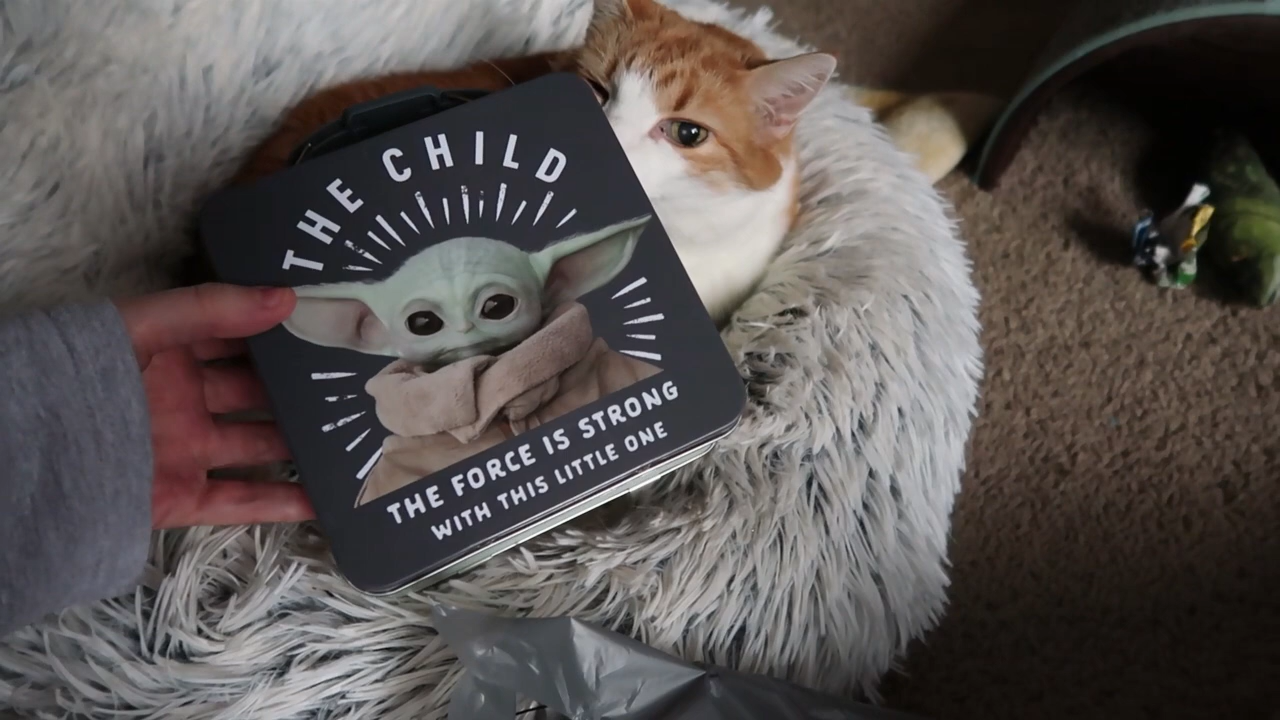 THE CHILD
THE FORCE IS STRONG
WITH THIS LITTLE ONE